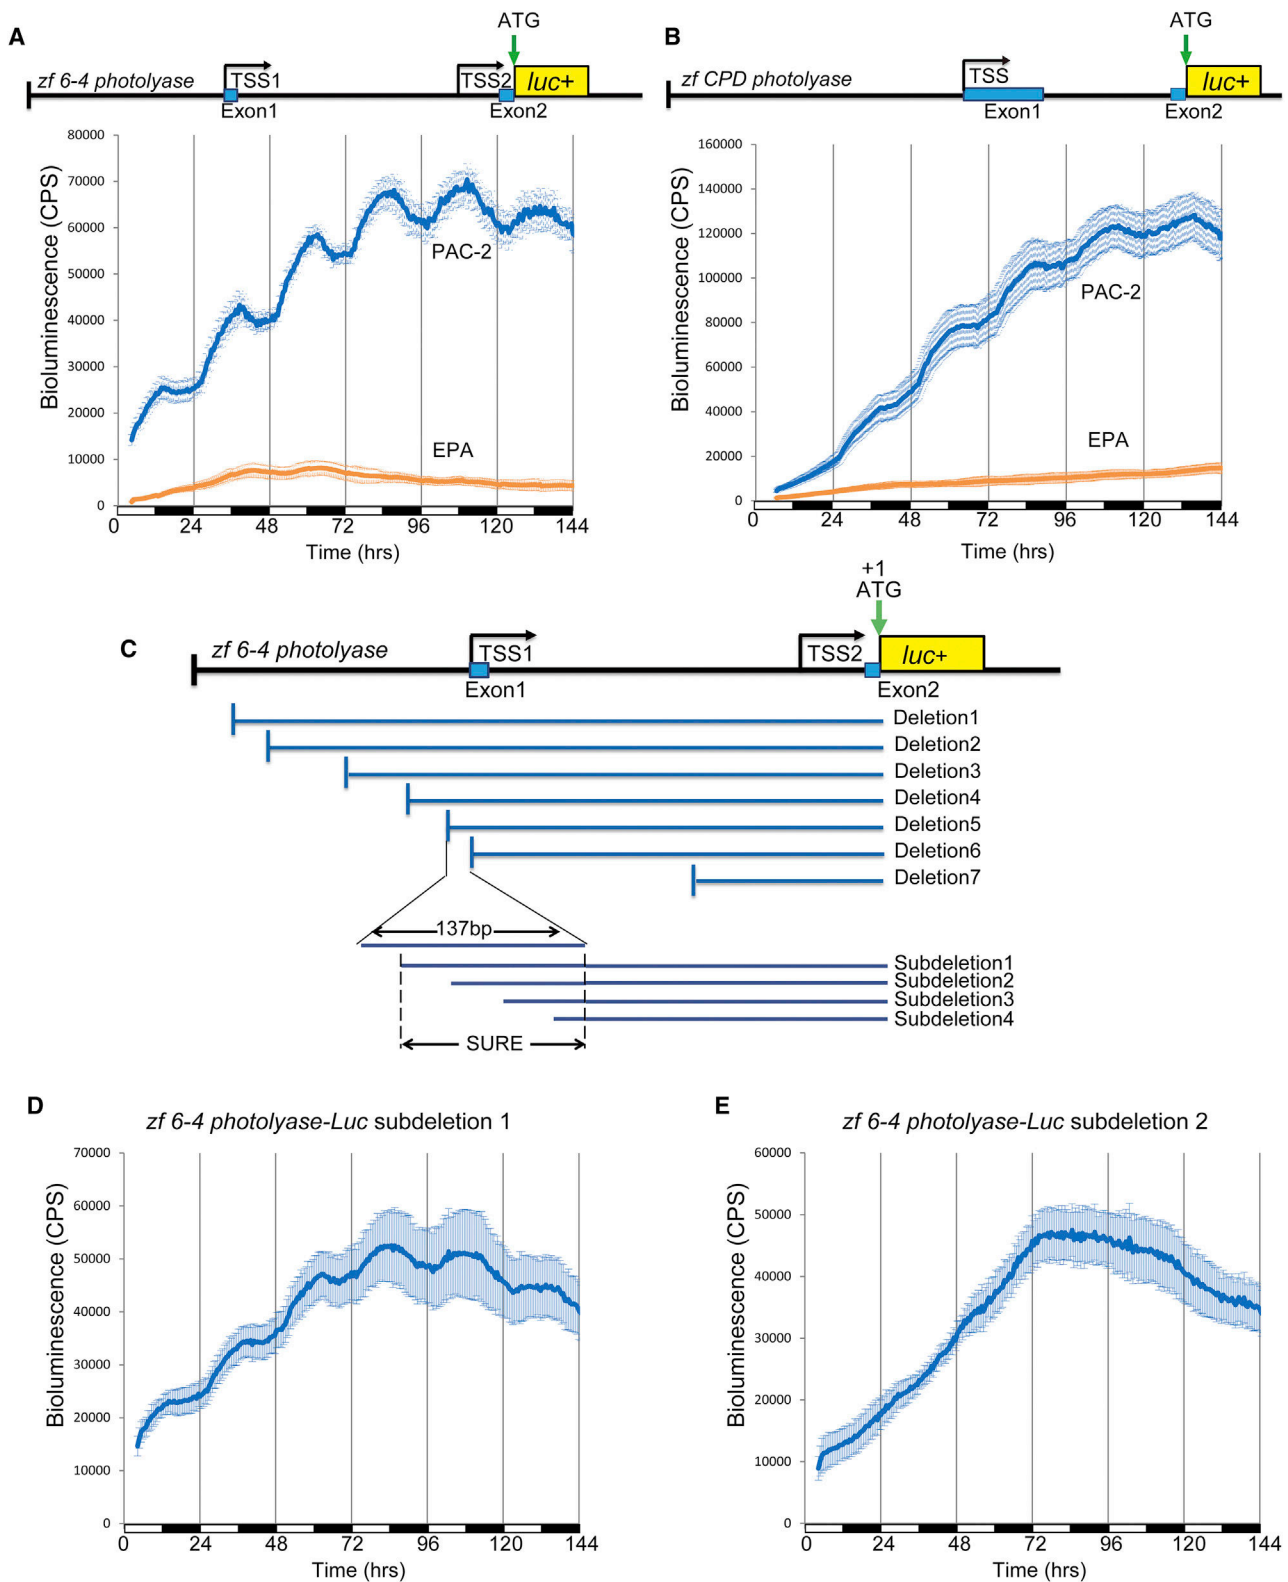 A
ATG
zf 6-4 photolyase
TSS1
TSS2
luc+
Exon1
Exon2
Bioluminescence (CPS)
80000
70000
60000
50000
40000
30000
20000
10000
0
PAC-2
EPA
0 24 48 72 96 120 144
Time (hrs)
B
ATG
zf CPD photolyase
TSS
luc+
Exon1
Exon2
Bioluminescence (CPS)
160000
140000
120000
100000
80000
60000
40000
20000
0
PAC-2
EPA
0 24 48 72 96 120 144
Time (hrs)
C
+1
ATG
zf 6-4 photolyase
TSS1
TSS2
luc+
Exon1
Exon2
Deletion1
Deletion2
Deletion3
Deletion4
Deletion5
Deletion6
Deletion7
137bp
Subdeletion1
Subdeletion2
Subdeletion3
Subdeletion4
SURE
D
zf 6-4 photolyase-Luc subdeletion 1
Bioluminescence (CPS)
70000
60000
50000
40000
30000
20000
10000
0
0 24 48 72 96 120 144
Time (hrs)
E
zf 6-4 photolyase-Luc subdeletion 2
Bioluminescence (CPS)
60000
50000
40000
30000
20000
10000
0
0 24 48 72 96 120 144
Time (hrs)